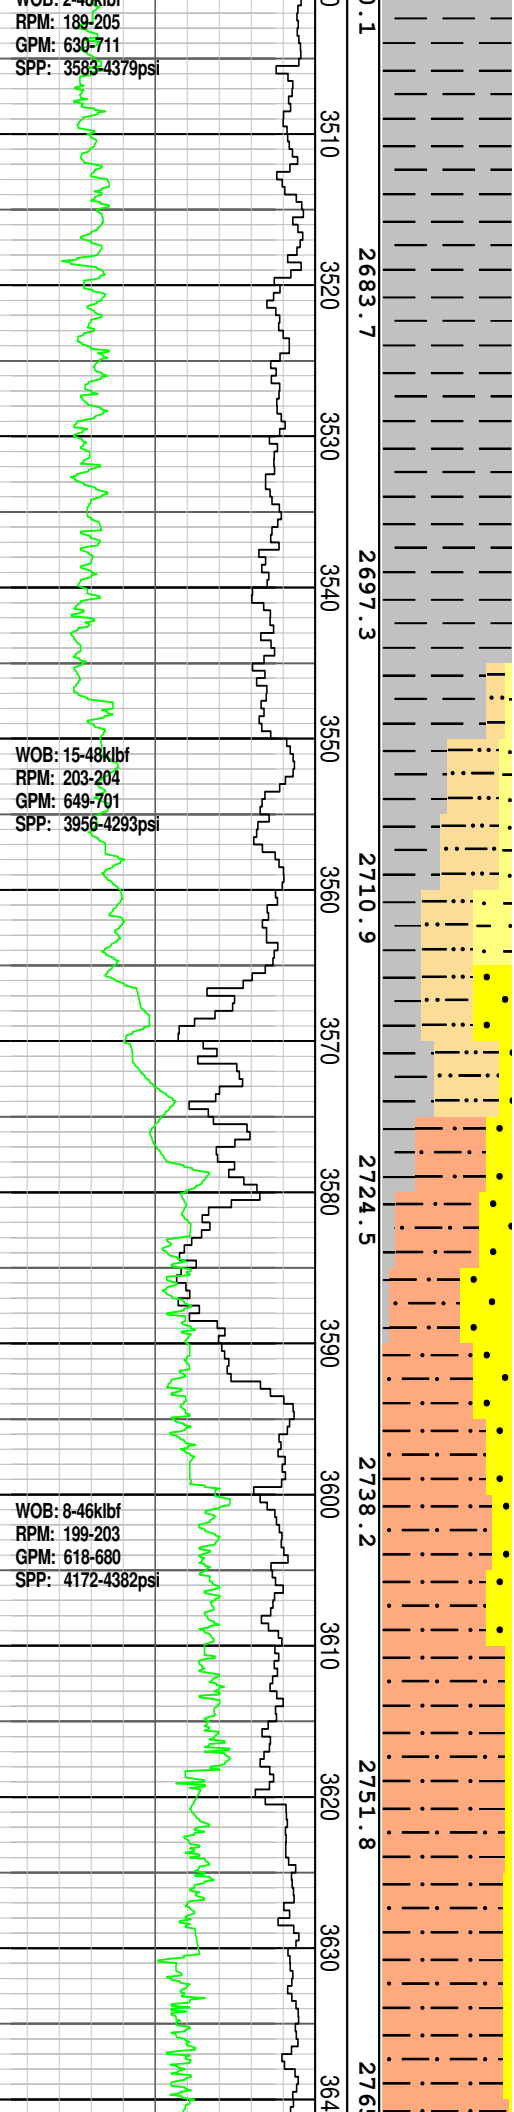 RPM: 189-205
GPM: 630-711
SPP: 3583-4379psi
3510
2683.7
3520
3530
2697.3
3540
3550
WOB: 15-48klbf
RPM: 203-204
GPM: 649-701
SPP: 3956-4293psi
2710.9
3560
3570
2724.5
3580
3590
2738.2
3600
WOB: 8-46klbf
RPM: 199-203
GPM: 618-680
SPP: 4172-4382psi
3610
2751.8
3620
3630